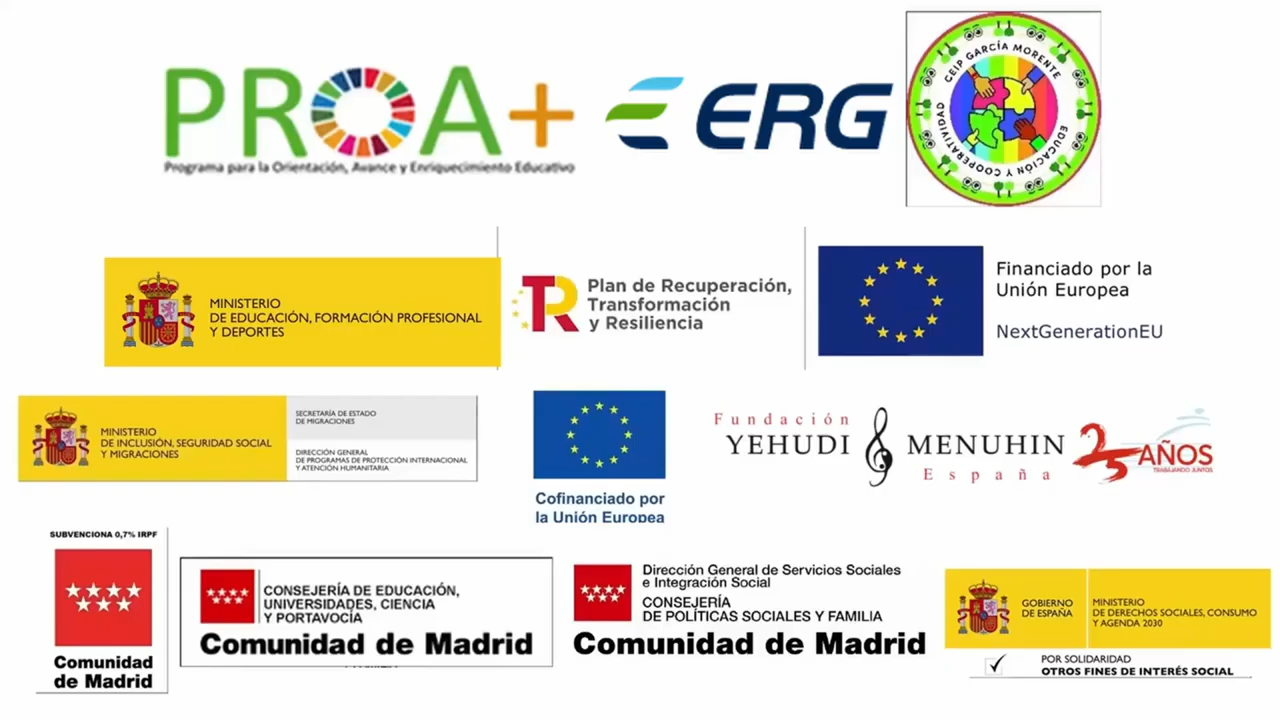 PROA+
Programa para la Orientación, Avance y Enriquecimiento Educativo
ERG
CEIP GARCÍA MORENTE
EDUCACIÓN Y COOPERATIVIDAD
MINISTERIO
DE EDUCACIÓN, FORMACIÓN PROFESIONAL
Y DEPORTES
TR
Plan de Recuperación,
Transformación
y Resiliencia
Financiado por la
Unión Europea
NextGenerationEU
MINISTERIO
DE INCLUSIÓN, SEGURIDAD SOCIAL
Y MIGRACIONES
SECRETARÍA DE ESTADO
DE MIGRACIONES
DIRECCIÓN GENERAL
DE PROGRAMAS DE PROTECCIÓN INTERNACIONAL
Y ATENCIÓN HUMANITARIA
Cofinanciado por
la Unión Europea
Fundación
YEHUDI MENUHIN
España
25 AÑOS
TRABAJANDO JUNTOS
SUBVENCIONA 0,7% IRPF
Comunidad
de Madrid
CONSEJERÍA DE EDUCACIÓN,
UNIVERSIDADES, CIENCIA
Y PORTAVOCÍA
Comunidad de Madrid
Dirección General de Servicios Sociales
e Integración Social
CONSEJERÍA
DE POLÍTICAS SOCIALES Y FAMILIA
Comunidad de Madrid
GOBIERNO
DE ESPAÑA
MINISTERIO
DE DERECHOS SOCIALES, CONSUMO
Y AGENDA 2030
POR SOLIDARIDAD
OTROS FINES DE INTERÉS SOCIAL